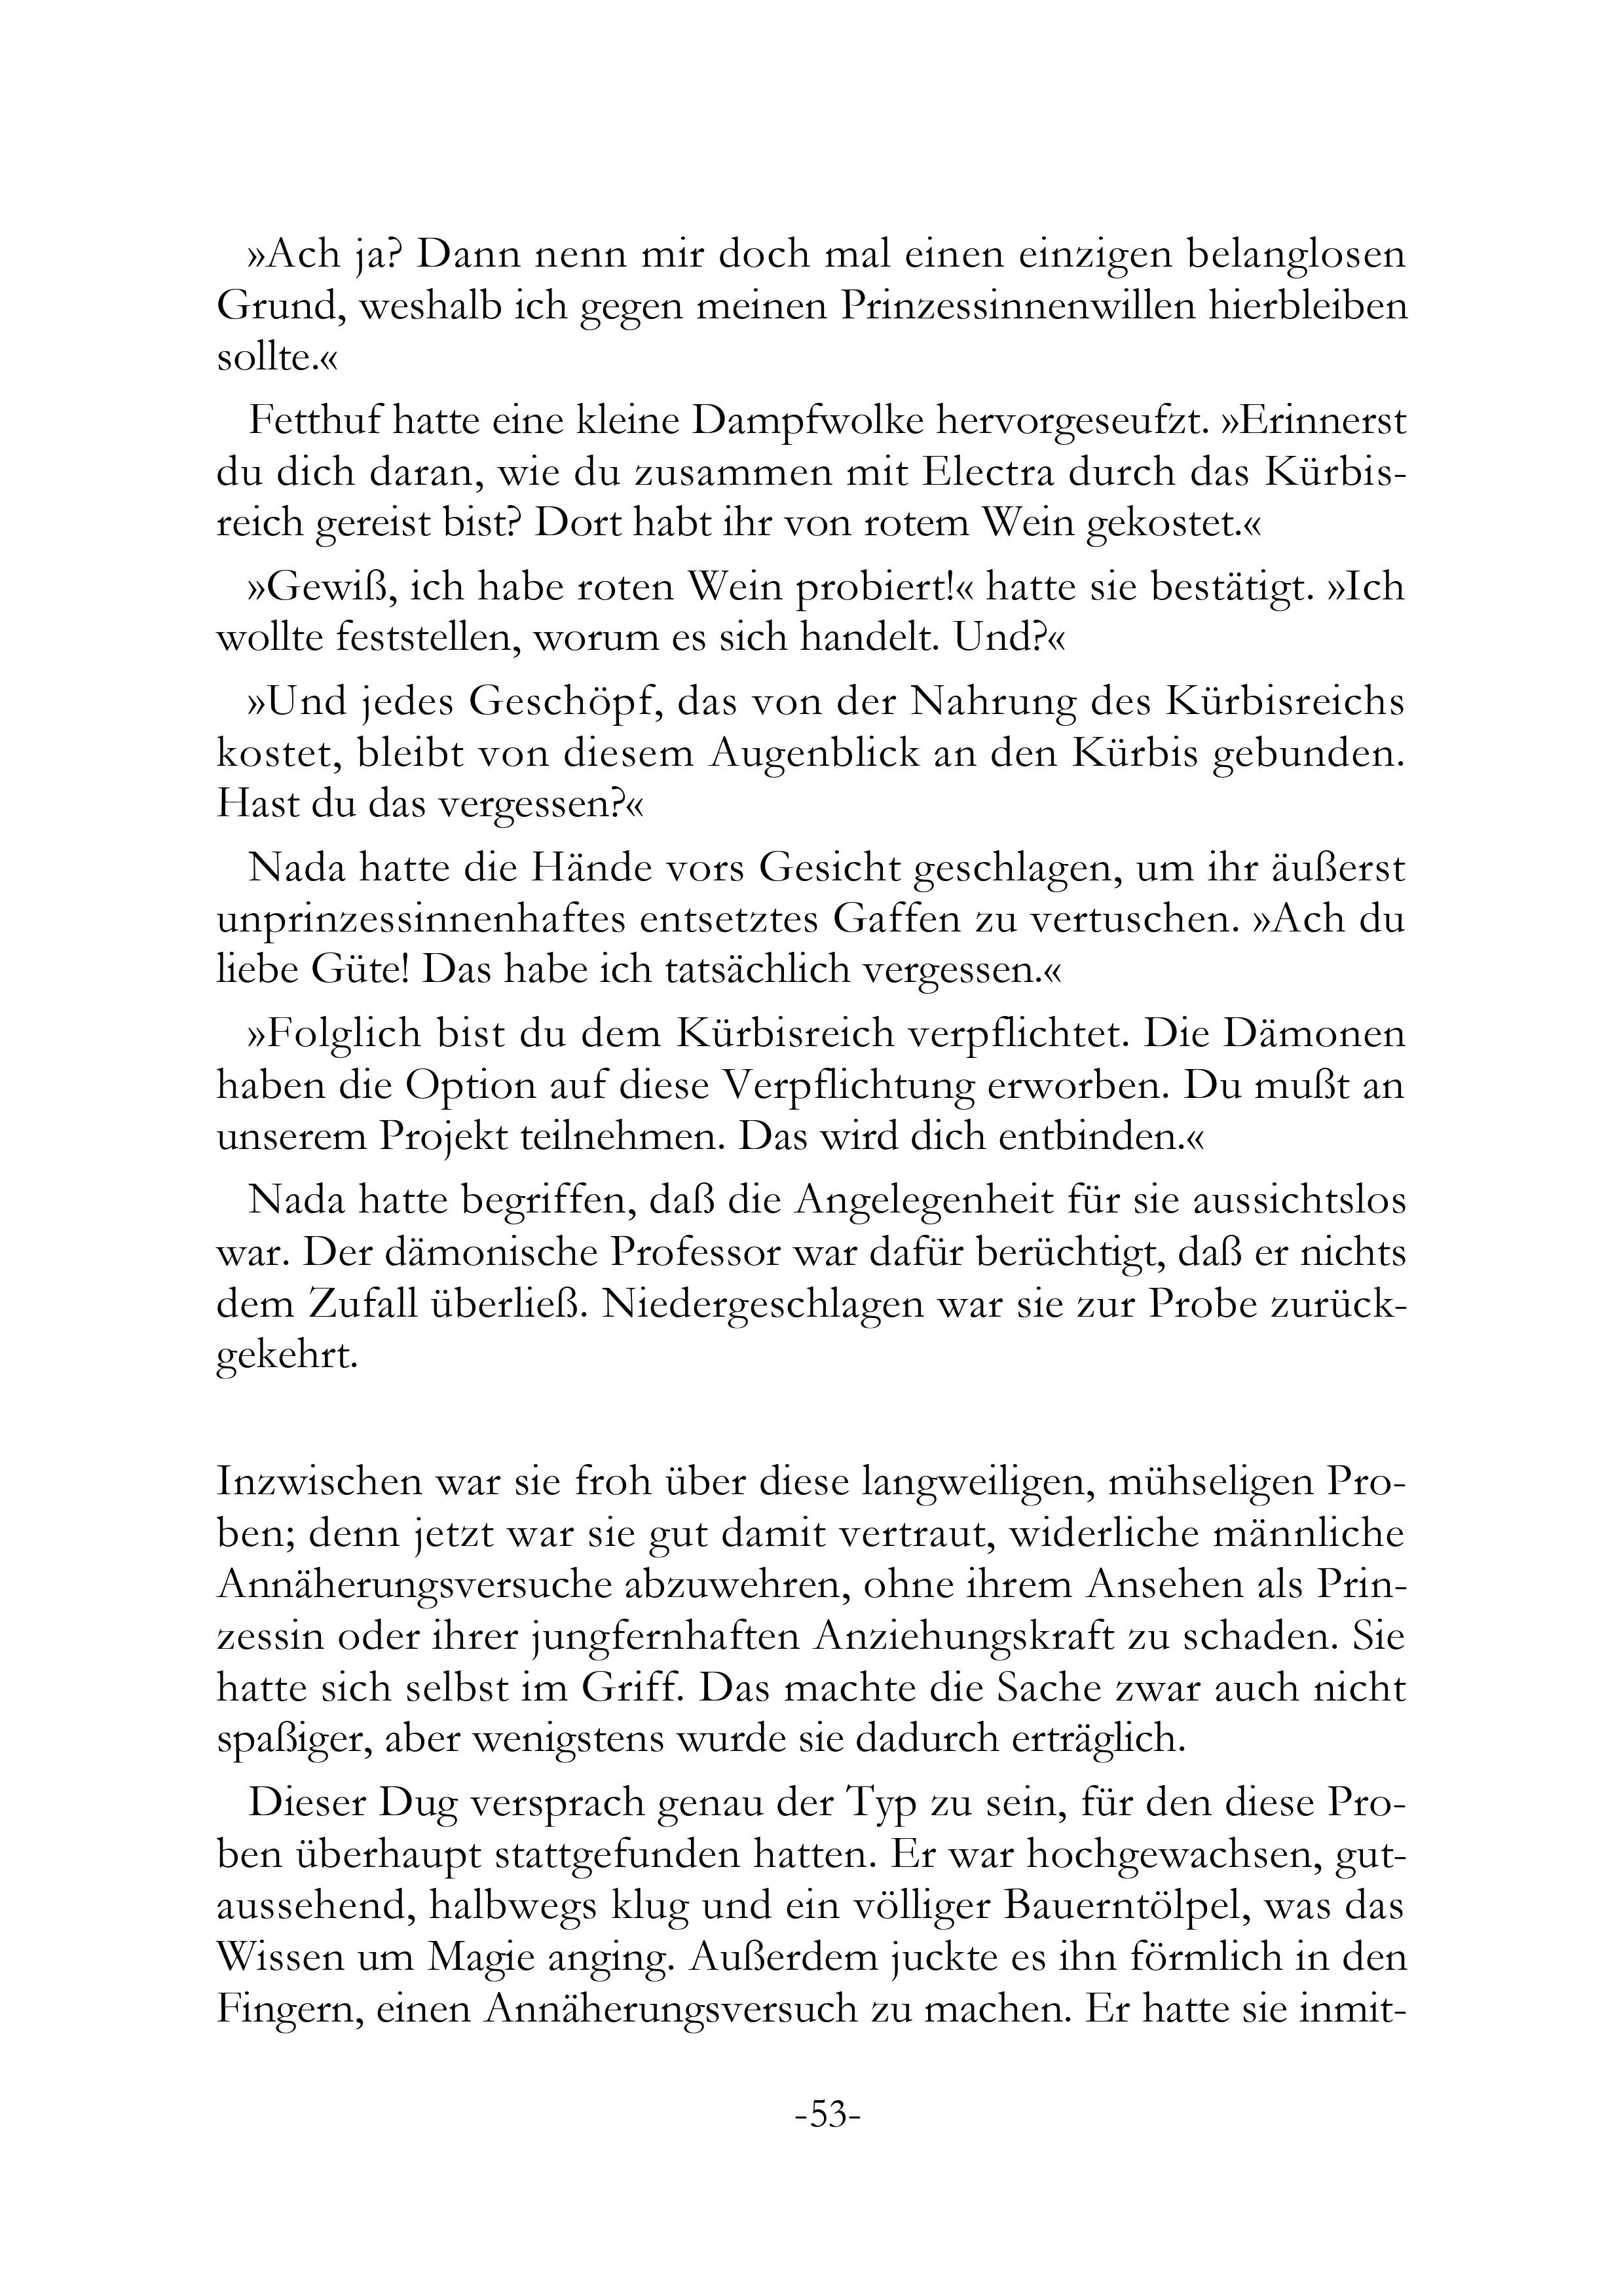 »Ach ja? Dann nenn mir doch mal einen einzigen belanglosen
Grund, weshalb ich gegen meinen Prinzessinnenwillen hierbleiben
sollte.«
Fetthuf hatte eine kleine Dampfwolke hervorgeseufzt. »Erinnerst
du dich daran, wie du zusammen mit Electra durch das Kürbis-
reich gereist bist? Dort habt ihr von rotem Wein gekostet.«
»Gewiß, ich habe roten Wein probiert!« hatte sie bestätigt. »Ich
wollte feststellen, worum es sich handelt. Und?«
»Und jedes Geschöpf, das von der Nahrung des Kürbisreichs
kostet, bleibt von diesem Augenblick an den Kürbis gebunden.
Hast du das vergessen?«
Nada hatte die Hände vors Gesicht geschlagen, um ihr äußerst
unprinzessinnenhaftes entsetztes Gaffen zu vertuschen. »Ach du
liebe Güte! Das habe ich tatsächlich vergessen.«
»Folglich bist du dem Kürbisreich verpflichtet. Die Dämonen
haben die Option auf diese Verpflichtung erworben. Du mußt an
unserem Projekt teilnehmen. Das wird dich entbinden.«
Nada hatte begriffen, daß die Angelegenheit für sie aussichtslos
war. Der dämonische Professor war dafür berüchtigt, daß er nichts
dem Zufall überließ. Niedergeschlagen war sie zur Probe zurück-
gekehrt.
Inzwischen war sie froh über diese langweiligen, mühseligen Pro-
ben; denn jetzt war sie gut damit vertraut, widerliche männliche
Annäherungsversuche abzuwehren, ohne ihrem Ansehen als Prin-
zessin oder ihrer jungfernhaften Anziehungskraft zu schaden. Sie
hatte sich selbst im Griff. Das machte die Sache zwar auch nicht
spaßiger, aber wenigstens wurde sie dadurch erträglich.
Dieser Dug versprach genau der Typ zu sein, für den diese Pro-
ben überhaupt stattgefunden hatten. Er war hochgewachsen, gut-
aussehend, halbwegs klug und ein völliger Bauerntölpel, was das
Wissen um Magie anging. Außerdem juckte es ihn förmlich in den
Fingern, einen Annäherungsversuch zu machen. Er hatte sie inmit-
-53-